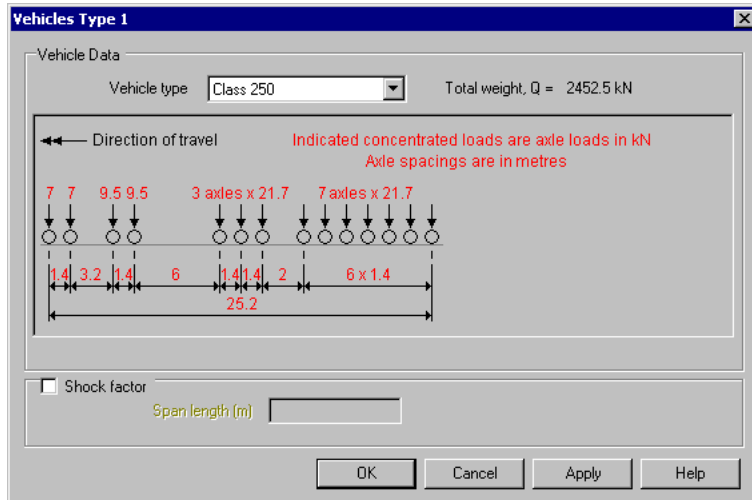 Vehicles Type 1
Vehicle Data
Vehicle type Class 250 Total weight, Q = 2452.5 kN
Direction of travel Indicated concentrated loads are axle loads in kN
Axle spacings are in metres
7 7 9.5 9.5 3 axles x 21.7 7 axles x 21.7
1.4 3.2 1.4 6 1.4 1.4 2 6 x 1.4
25.2
Shock factor
Span length (m)
OK Cancel Apply Help